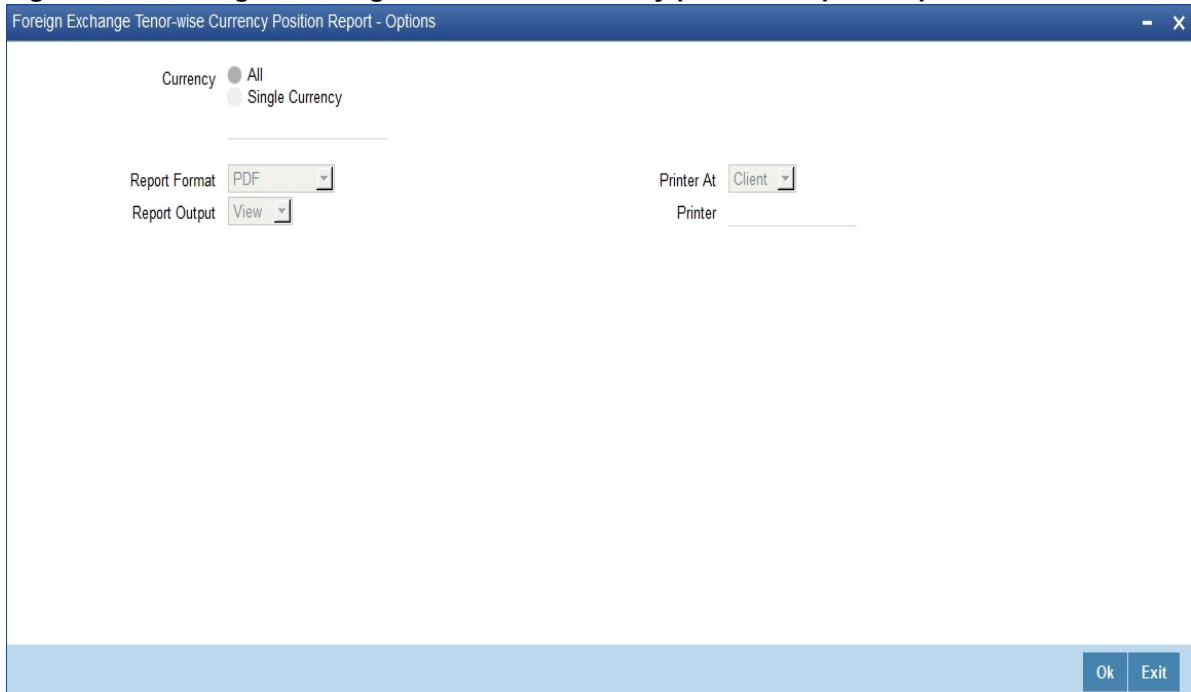 Foreign Exchange Tenor-wise Currency Position Report - Options
Currency
All
Single Currency
Report Format PDF
Printer At Client
Report Output View
Printer
Ok Exit